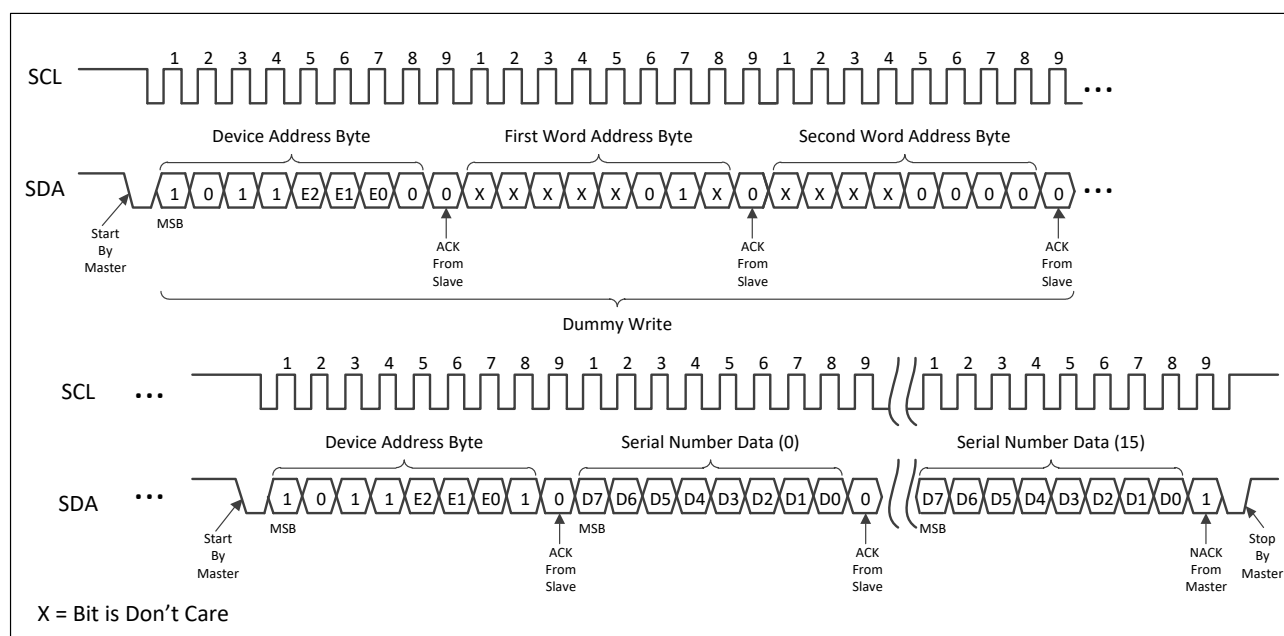 1 2 3 4 5 6 7 8 9 1 2 3 4 5 6 7 8 9 1 2 3 4 5 6 7 8 9
SCL
Device Address Byte First Word Address Byte Second Word Address Byte
SDA
1 0 1 1 E2 E1 E0 0 0 X X X X X 0 1 X 0 X X X X 0 0 0 0 0
MSB
Start By Master
ACK From Slave
ACK From Slave
ACK From Slave
Dummy Write
1 2 3 4 5 6 7 8 9 1 2 3 4 5 6 7 8 9 1 2 3 4 5 6 7 8 9
SCL
Device Address Byte Serial Number Data (0) Serial Number Data (15)
SDA
1 0 1 1 E2 E1 E0 1 0 D7 D6 D5 D4 D3 D2 D1 D0 0 D7 D6 D5 D4 D3 D2 D1 D0 1
MSB MSB MSB
Start By Master
ACK From Slave
ACK From Slave
NACK From Master
Stop By Master
X = Bit is Don't Care